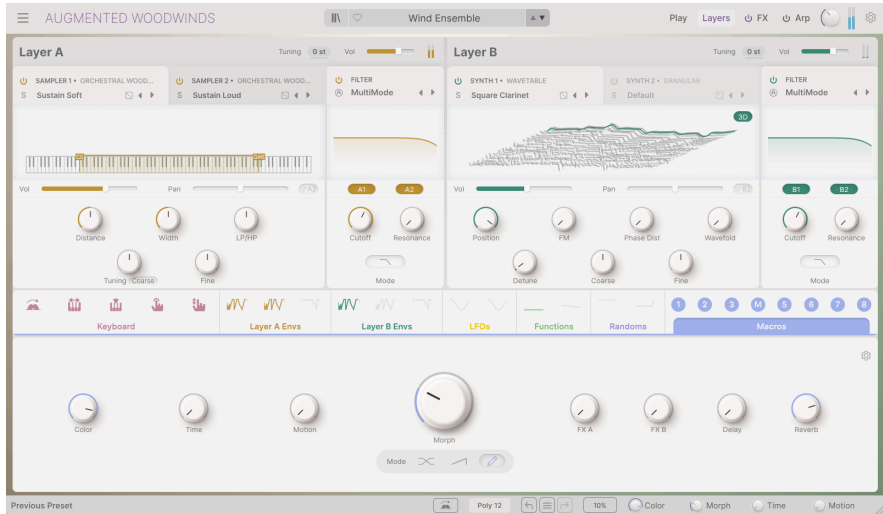 AUGMENTED WOODWINDS
Wind Ensemble
Play Layers FX Arp
Layer A Tuning 0 st Vol
Layer B Tuning 0 st Vol
SAMPLER 1 • ORCHESTRAL WOOD...
S Sustain Soft
SAMPLER 2 • ORCHESTRAL WOOD...
S Sustain Loud
FILTER
MultiMode
SYNTH 1 • WAVETABLE
S Square Clarinet
SYNTH 2 • GRANULAR
S Default
FILTER
MultiMode
3D
Vol Pan A2
A1 A2
Vol Pan B2
B1 B2
Distance Width LP/HP
Tuning Coarse Fine
Cutoff Resonance
Mode
Position FM Phase Dist Wavefold
Detune Coarse Fine
Cutoff Resonance
Mode
1 2 3 M 5 6 7 8
Keyboard Layer A Envs Layer B Envs LFOs Functions Randoms Macros
Color Time Motion Morph FX A FX B Delay Reverb
Mode
Previous Preset Poly 12 10% Color Morph Time Motion